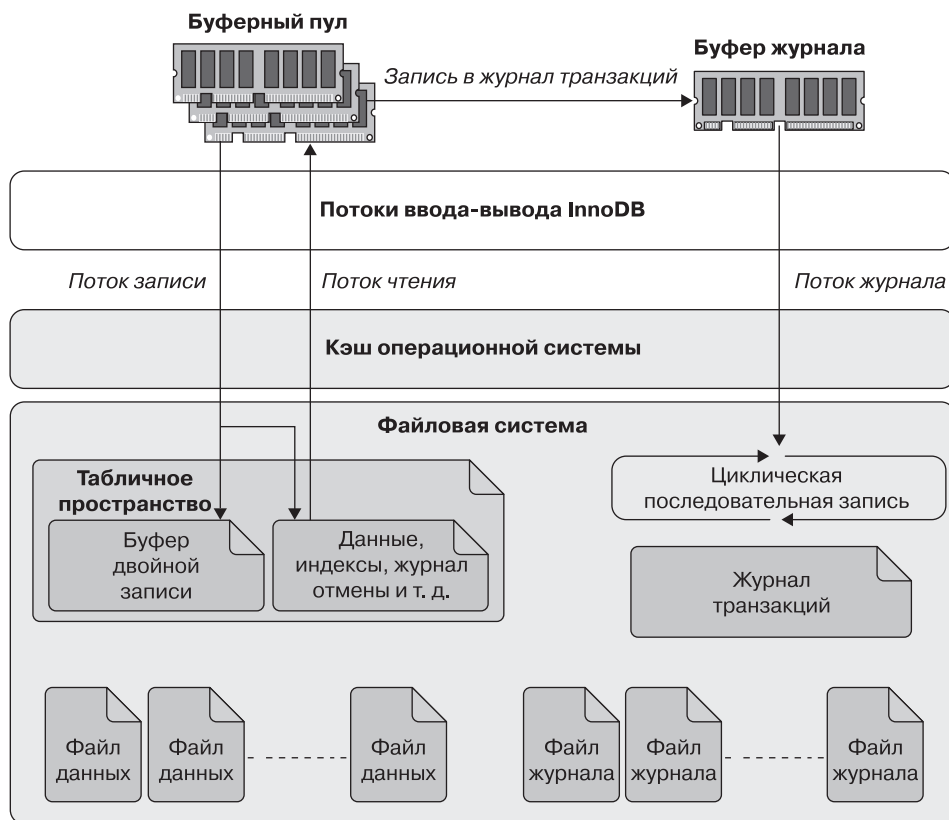 Буферный пул
Буфер журнала
Запись в журнал транзакций
Потоки ввода-вывода InnoDB
Поток записи
Поток чтения
Поток журнала
Кэш операционной системы
Файловая система
Табличное
пространство
Буфер
двойной
записи
Данные,
индексы, журнал
отмены и т. д.
Циклическая
последовательная запись
Журнал
транзакций
Файл
данных
Файл
данных
Файл
данных
Файл
журнала
Файл
журнала
Файл
журнала